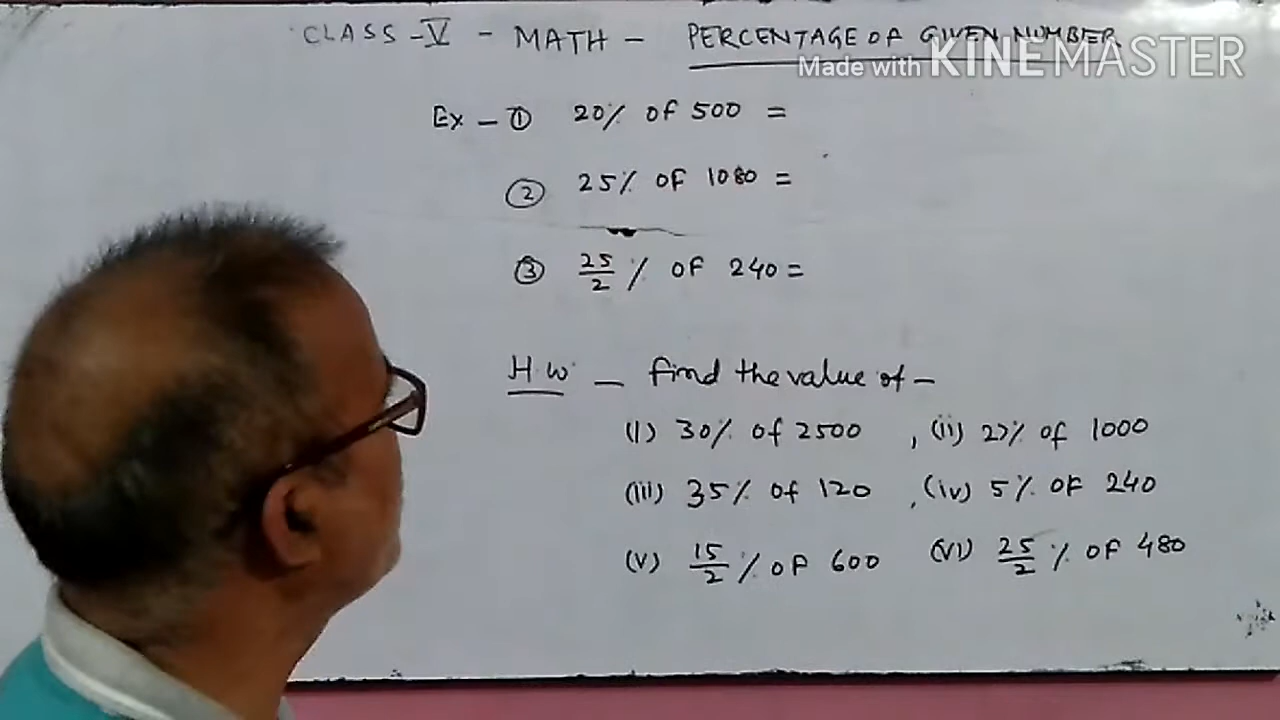 CLASS - V - MATH - PERCENTAGE OF GIVEN NUMBER.
Made with KINEMASTER
Ex - ① 20% of 500 =
② 25% OF 1080 =
③ 25/2 % OF 240 =
H.W. - Find the value of -
(I) 30% of 2500 , (ii) 27% of 1000
(iii) 35% of 120 , (iv) 5% OF 240
(V) 15/2 % OF 600 (VI) 25/2 % OF 480